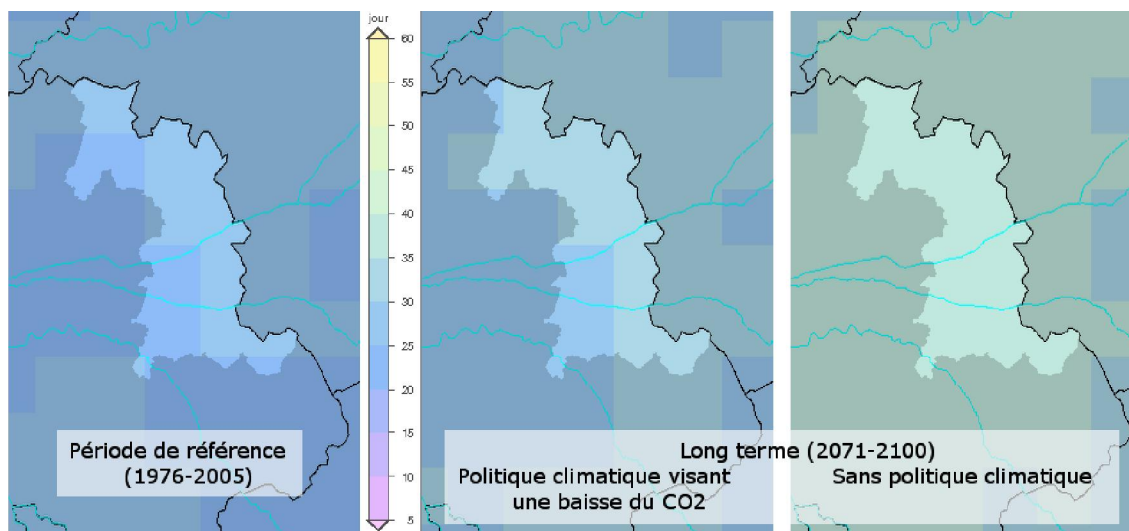 jour
60
55
50
45
40
35
30
25
20
15
10
5
Période de référence
(1976-2005)
Long terme (2071-2100)
Politique climatique visant
une baisse du CO2
Sans politique climatique